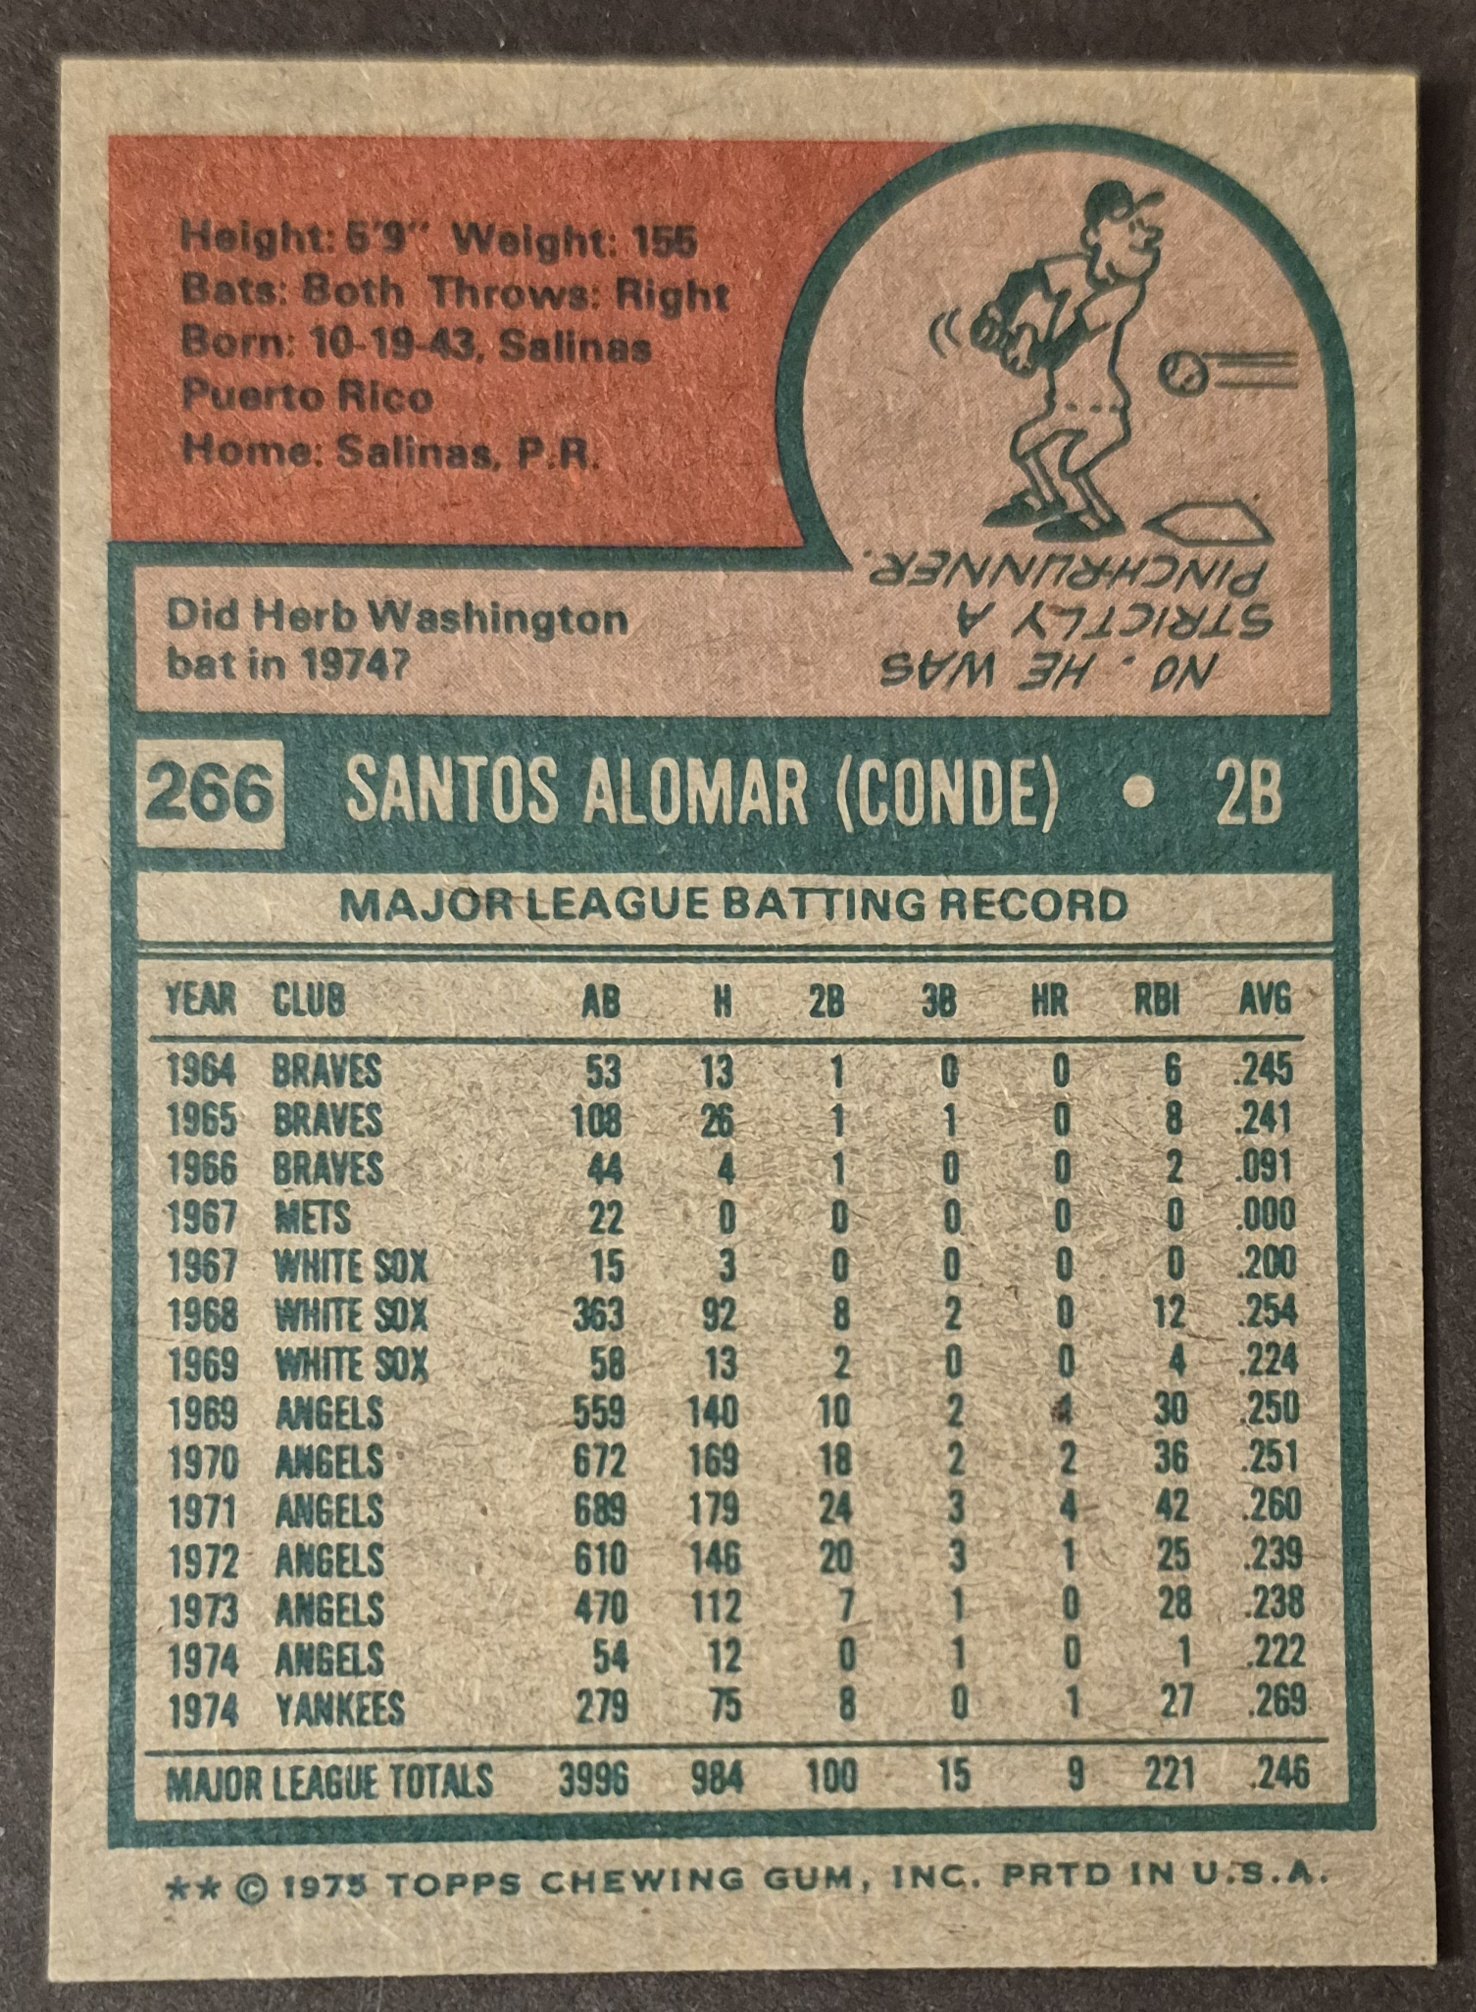 Height: 5'9" Weight: 155
Bats: Both Throws: Right
Born: 10-19-43, Salinas
Puerto Rico
Home: Salinas, P.R.
Did Herb Washington
bat in 1974?
NO. HE WAS
STRICTLY A
PINCH-RUNNER.
266 SANTOS ALOMAR (CONDE) • 2B
MAJOR LEAGUE BATTING RECORD
YEAR CLUB AB H 2B 3B HR RBI AVG
1964 BRAVES 53 13 1 0 0 6 .245
1965 BRAVES 108 26 1 1 0 8 .241
1966 BRAVES 44 4 1 0 0 2 .091
1967 METS 22 0 0 0 0 0 .000
1967 WHITE SOX 15 3 0 0 0 0 .200
1968 WHITE SOX 363 92 8 2 0 12 .254
1969 WHITE SOX 58 13 2 0 0 4 .224
1969 ANGELS 559 140 10 2 4 30 .250
1970 ANGELS 672 169 18 2 2 36 .251
1971 ANGELS 689 179 24 3 4 42 .260
1972 ANGELS 610 146 20 3 1 25 .239
1973 ANGELS 470 112 7 1 0 28 .238
1974 ANGELS 54 12 0 1 0 1 .222
1974 YANKEES 279 75 8 0 1 27 .269
MAJOR LEAGUE TOTALS 3996 984 100 15 9 221 .246
** © 1975 TOPPS CHEWING GUM, INC. PRTD IN U.S.A.